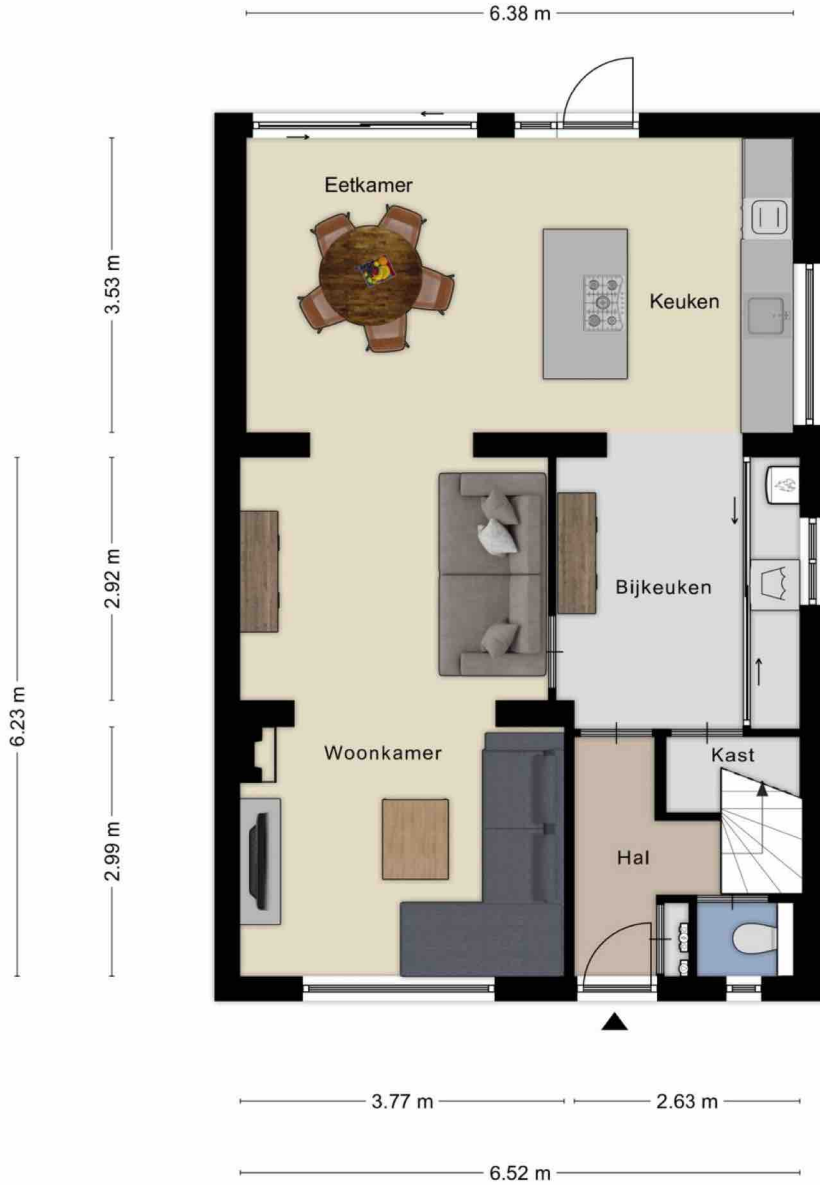 6.38 m
Eetkamer
3.53 m
Keuken
2.92 m
Bijkeuken
6.23 m
Woonkamer
Kast
2.99 m
Hal
3.77 m
2.63 m
6.52 m